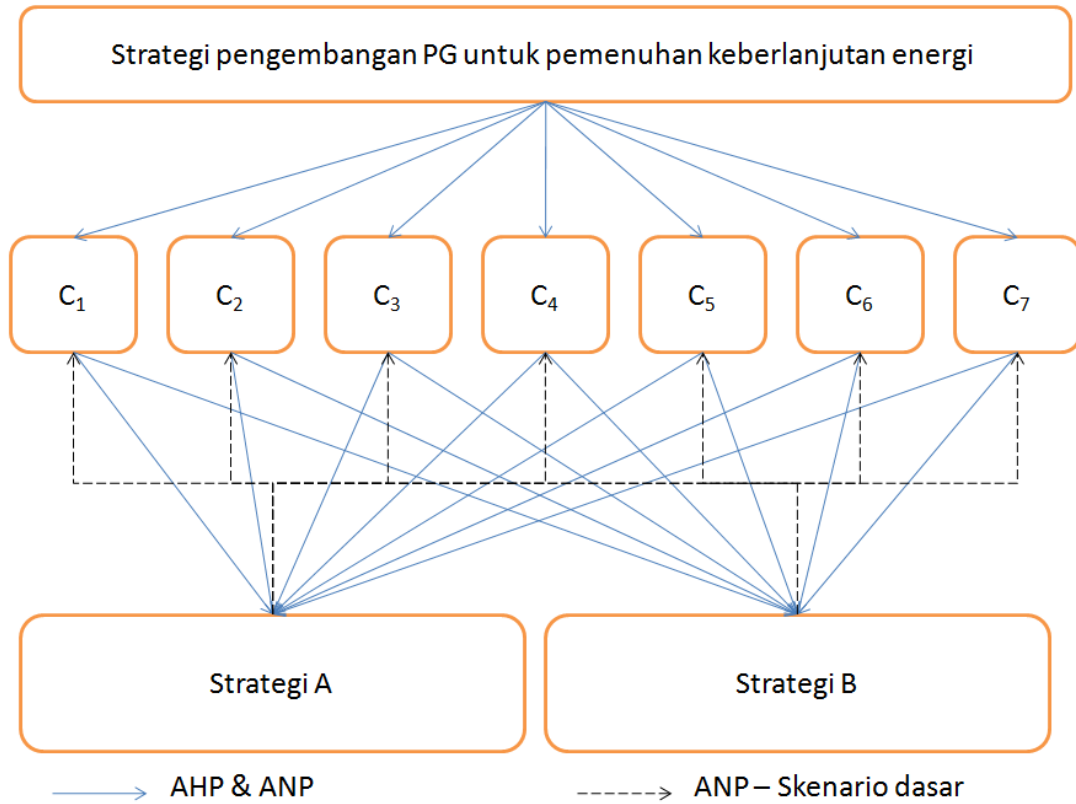 Strategi pengembangan PG untuk pemenuhan keberlanjutan energi
C₁ C₂ C₃ C₄ C₅ C₆ C₇
Strategi A Strategi B
AHP & ANP ANP – Skenario dasar